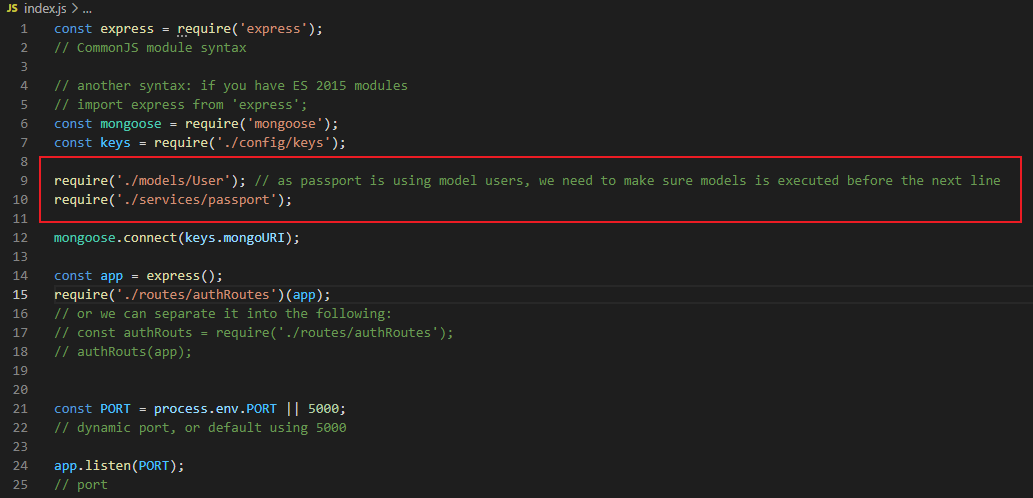 JS index.js > ...
1 const express = require('express');
2 // CommonJS module syntax
3
4 // another syntax: if you have ES 2015 modules
5 // import express from 'express';
6 const mongoose = require('mongoose');
7 const keys = require('./config/keys');
8
9 require('./models/User'); // as passport is using model users, we need to make sure models is executed before the next line
10 require('./services/passport');
11
12 mongoose.connect(keys.mongoURI);
13
14 const app = express();
15 require('./routes/authRoutes')(app);
16 // or we can separate it into the following:
17 // const authRouts = require('./routes/authRoutes');
18 // authRouts(app);
19
20
21 const PORT = process.env.PORT || 5000;
22 // dynamic port, or default using 5000
23
24 app.listen(PORT);
25 // port